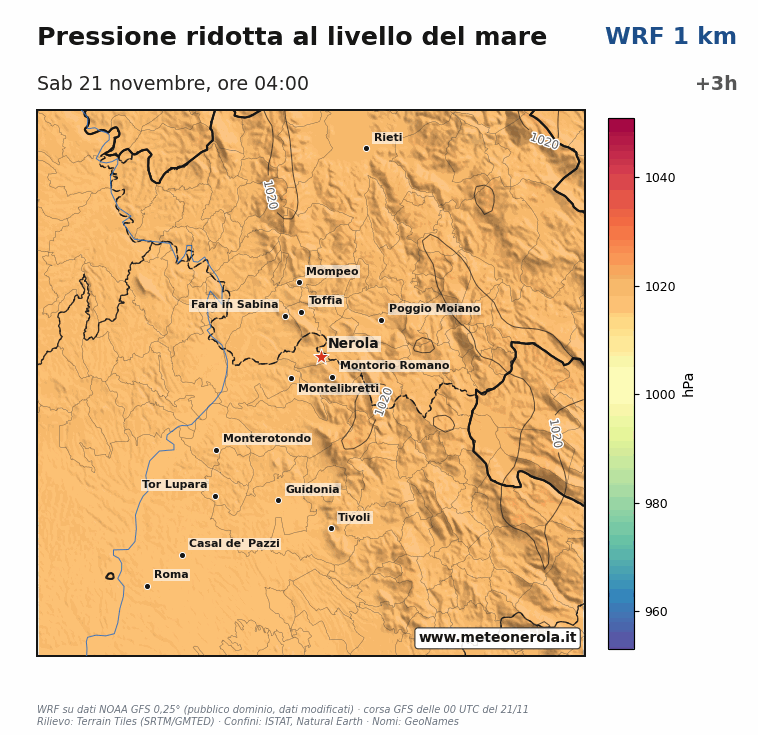 Pressione ridotta al livello del mare
WRF 1 km
Sab 21 novembre, ore 04:00
+3h
1020
Rieti
1020
Mompeo
Toffia
Fara in Sabina
Poggio Moiano
Nerola
Montorio Romano
Montelibretti
1020
1020
Monterotondo
Tor Lupara
Guidonia
Tivoli
Casal de' Pazzi
Roma
www.meteonerola.it
1040
1020
1000
980
960
hPa
WRF su dati NOAA GFS 0,25° (pubblico dominio, dati modificati) · corsa GFS delle 00 UTC del 21/11
Rilievo: Terrain Tiles (SRTM/GMTED) · Confini: ISTAT, Natural Earth · Nomi: GeoNames